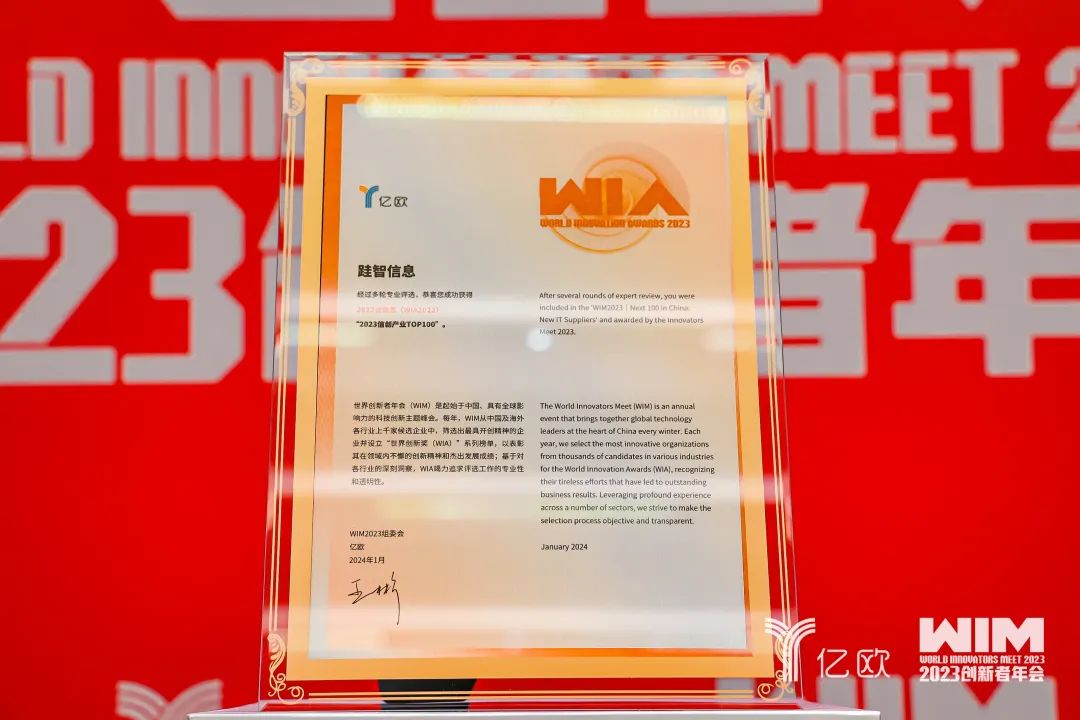 LD INN MEET 2
2023 者年
亿欧
WIA
WORLD INNOVATION AWARDS 2023
跬智信息
经过多轮专业评选，恭喜您成功获得
“2023信创产业TOP100”。
After several rounds of expert review, you were
included in the 'WIM2023 | Next 100 in China:
New IT Suppliers' and awarded by the Innovators
Meet 2023.
世界创新者年会（WIM）是起始于中国、具有全球影
响力的科技创新主题峰会。每年，WIM从中国及海外
各行业上千家候选企业中，筛选出最具开创精神的企
业并设立“世界创新奖（WIA）”系列榜单，以表彰
其在领域内不懈的创新精神和杰出发展成绩；基于对
各行业的深刻洞察，WIA竭力追求评选工作的专业性
和透明性。
The World Innovators Meet (WIM) is an annual
event that brings together global technology
leaders at the heart of China every winter. Each
year, we select the most innovative organizations
from thousands of candidates in various industries
for the World Innovation Awards (WIA), recognizing
their tireless efforts that have led to outstanding
business results. Leveraging profound experience
across a number of sectors, we strive to make the
selection process objective and transparent.
WIM2023组委会
亿欧
2024年1月
王彬
January 2024
亿欧
WIM
WORLD INNOVATORS MEET 2023
2023创新者年会